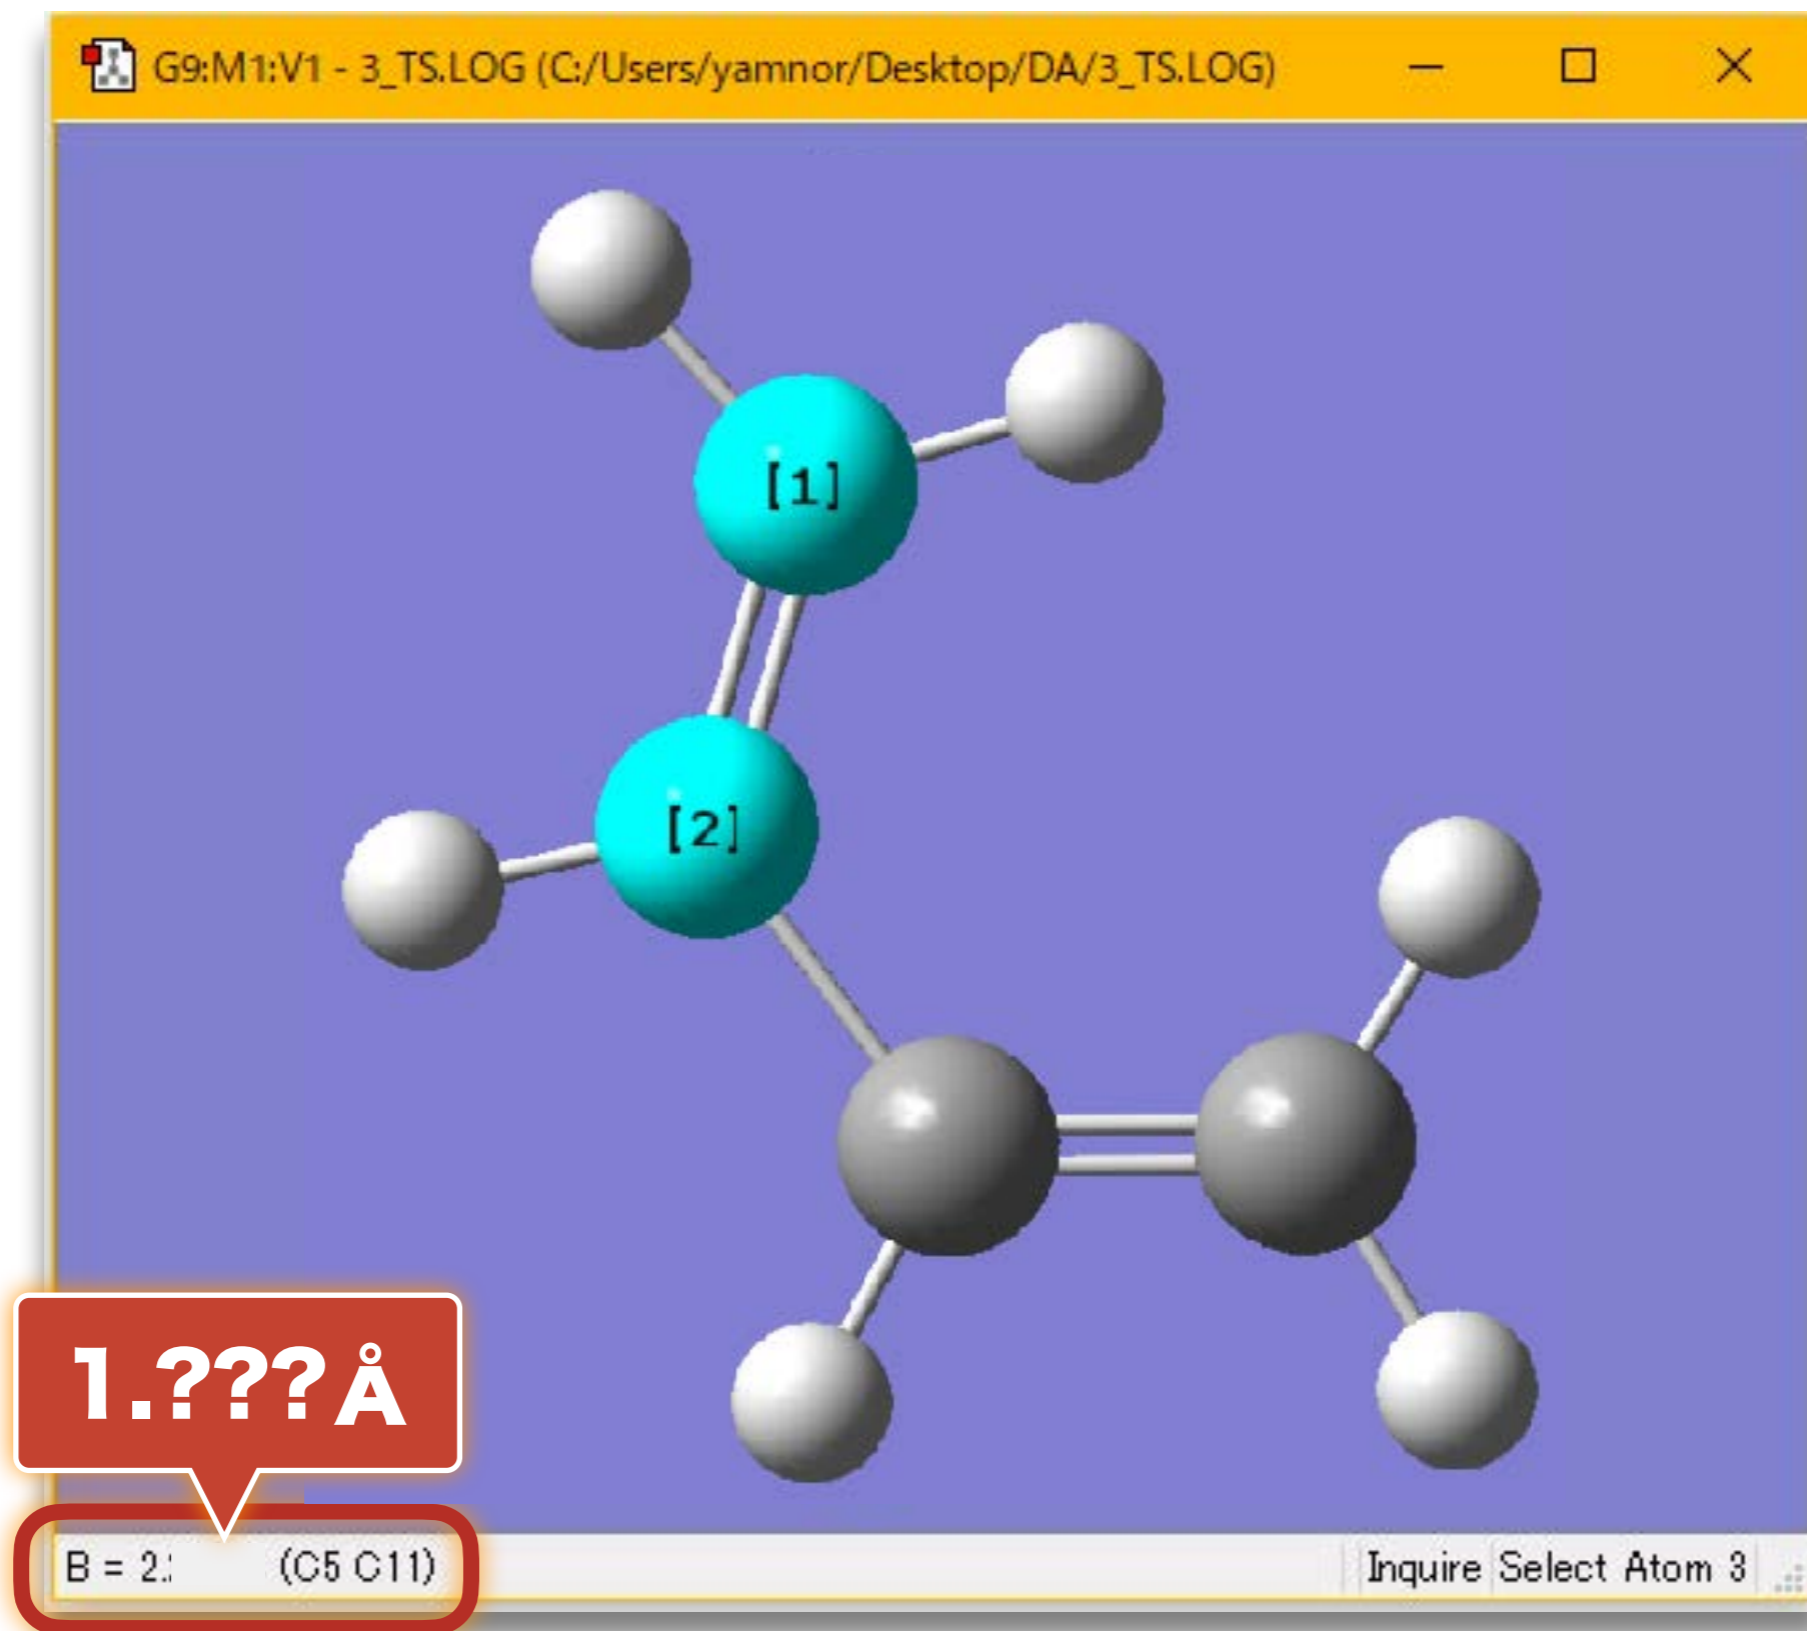 G9:M1:V1 - 3_TS.LOG (C:/Users/yamnor/Desktop/DA/3_TS.LOG)
[1]
[2]
1.???Å
B = 2.: (C5 C11) Inquire Select Atom 3